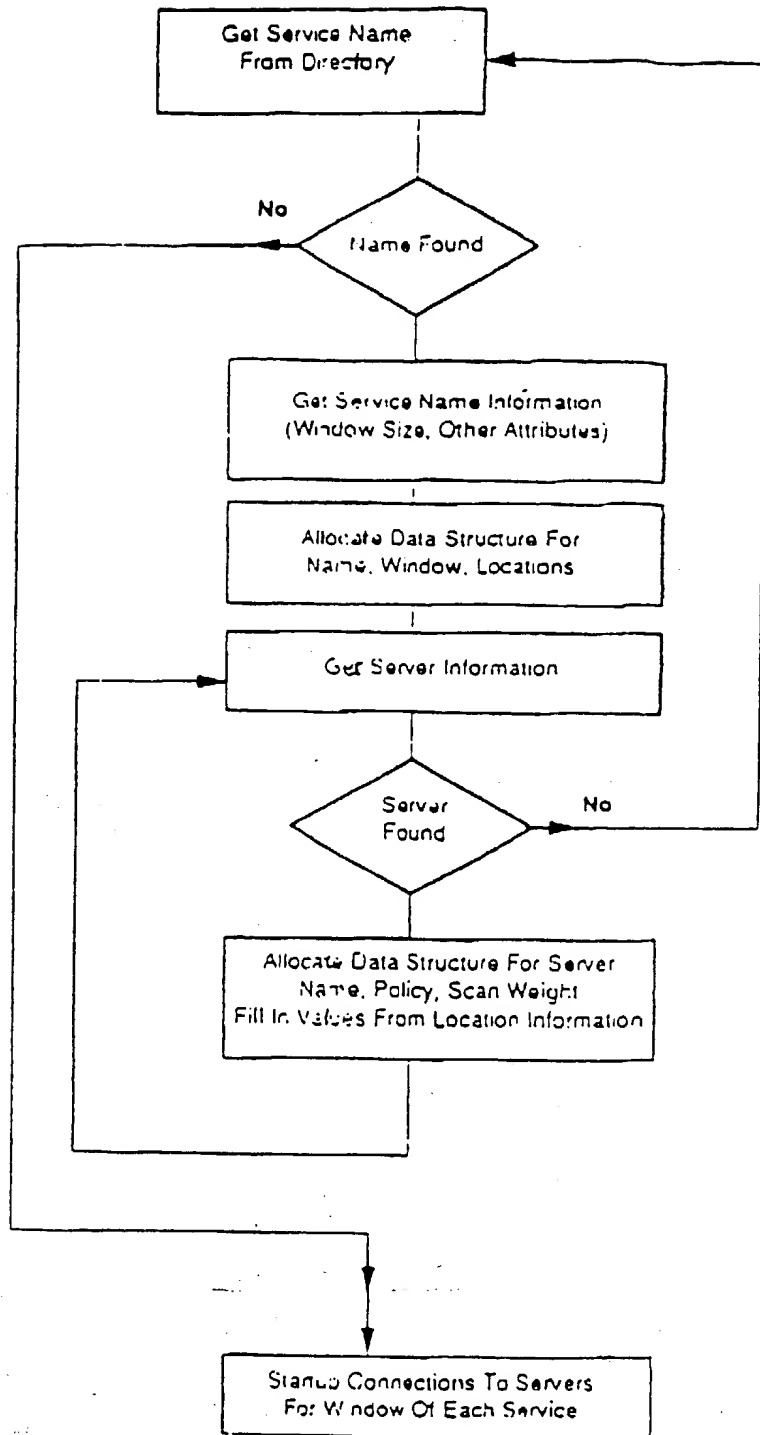 Get Service Name
From Directory
No
Name Found
Get Service Name Information
(Window Size, Other Attributes)
Allocate Data Structure For
Name, Window, Locations
Get Server Information
Server
Found
No
Allocate Data Structure For Server
Name, Policy, Scan Weight
Fill In Values From Location Information
Startup Connections To Servers
For Window Of Each Service